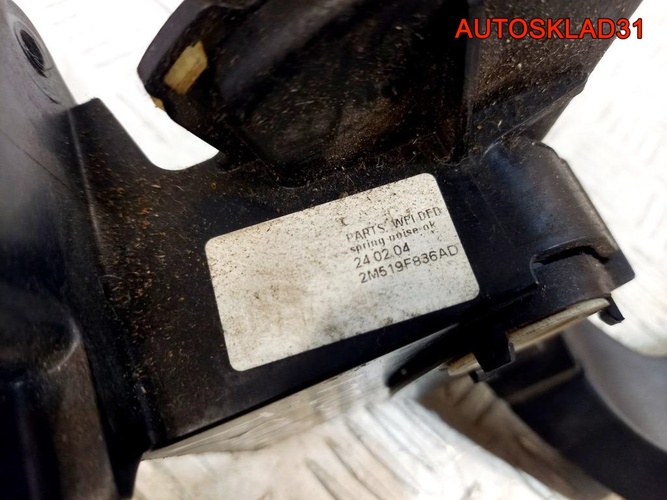 AUTOSKLAD31
PARTS WELDED
spring noise ok
24.02.04
2M519F836AD